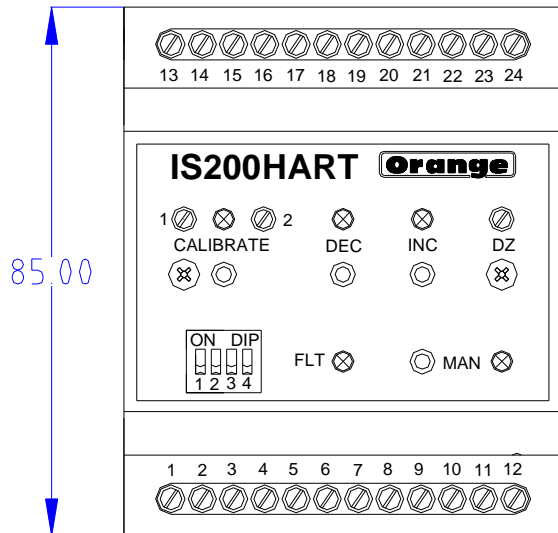 13 14 15 16 17 18 19 20 21 22 23 24
IS200HART Orange
1 2
CALIBRATE DEC INC DZ
85.00
ON DIP
1 2 3 4
FLT MAN
1 2 3 4 5 6 7 8 9 10 11 12